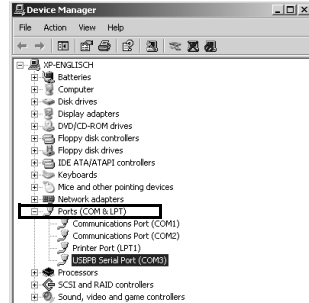 Device Manager
File Action View Help
XP-ENGLISCH
Batteries
Computer
Disk drives
Display adapters
DVD/CD-ROM drives
Floppy disk controllers
Floppy disk drives
IDE ATA/ATAPI controllers
Keyboards
Mice and other pointing devices
Network adapters
Ports (COM & LPT)
Communications Port (COM1)
Communications Port (COM2)
Printer Port (LPT1)
USBPB Serial Port (COM3)
Processors
SCSI and RAID controllers
Sound, video and game controllers